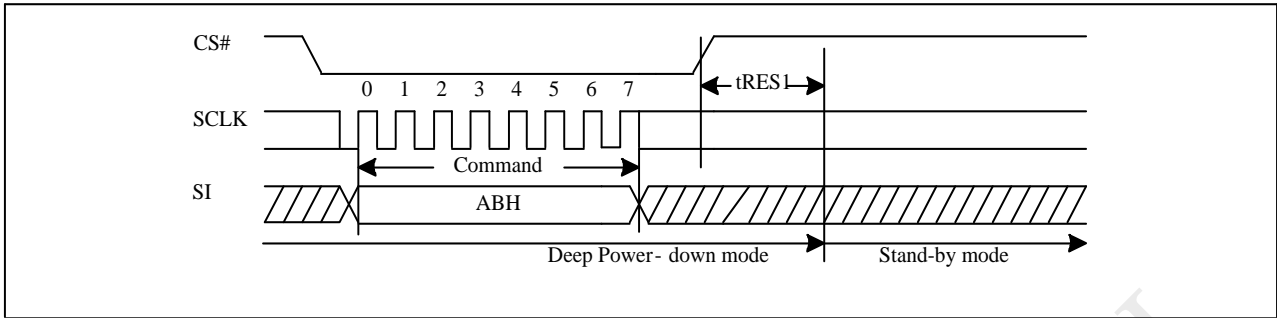 CS#
tRES1
0 1 2 3 4 5 6 7
SCLK
Command
SI
ABH
Deep Power- down mode
Stand-by mode